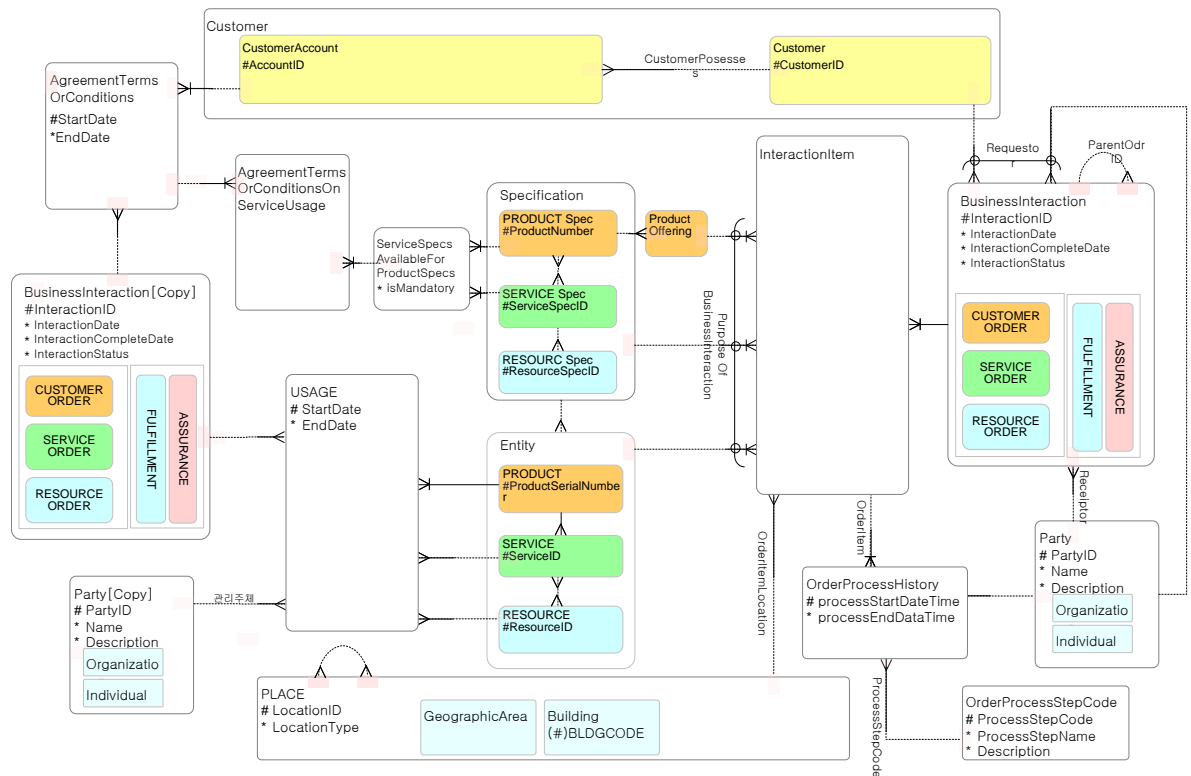 Customer
CustomerAccount
#AccountID
CustomerPosesse
s
Customer
#CustomerID
AgreementTerms
OrConditions
#StartDate
*EndDate
AgreementTerms
OrConditionsOn
ServiceUsage
ServiceSpecs
AvailableFor
ProductSpecs
* isMandatory
Specification
PRODUCT Spec
#ProductNumber
Product
Offering
SERVICE Spec
#ServiceSpecID
RESOURC Spec
#ResourceSpecID
Purpose Of
BusinessInteraction
InteractionItem
Requesto
r
ParentOdr
ID
BusinessInteraction
#InteractionID
* InteractionDate
* InteractionCompleteDate
* InteractionStatus
CUSTOMER
ORDER
SERVICE
ORDER
RESOURCE
ORDER
FULFILLMENT
ASSURANCE
BusinessInteraction[Copy]
#InteractionID
* InteractionDate
* InteractionCompleteDate
* InteractionStatus
CUSTOMER
ORDER
SERVICE
ORDER
RESOURCE
ORDER
FULFILLMENT
ASSURANCE
USAGE
# StartDate
* EndDate
Entity
PRODUCT
#ProductSerialNumbe
r
SERVICE
#ServiceID
RESOURCE
#ResourceID
OrderItemLocation
OrderItem
Receiptor
Party
# PartyID
* Name
* Description
Organizatio
Individual
OrderProcessHistory
# processStartDateTime
* processEndDataTime
Party[Copy]
# PartyID
* Name
* Description
Organizatio
Individual
관리주체
PLACE
# LocationID
* LocationType
GeographicArea
Building
(#)BLDGCODE
ProcessStepCode
OrderProcessStepCode
# ProcessStepCode
* ProcessStepName
* Description